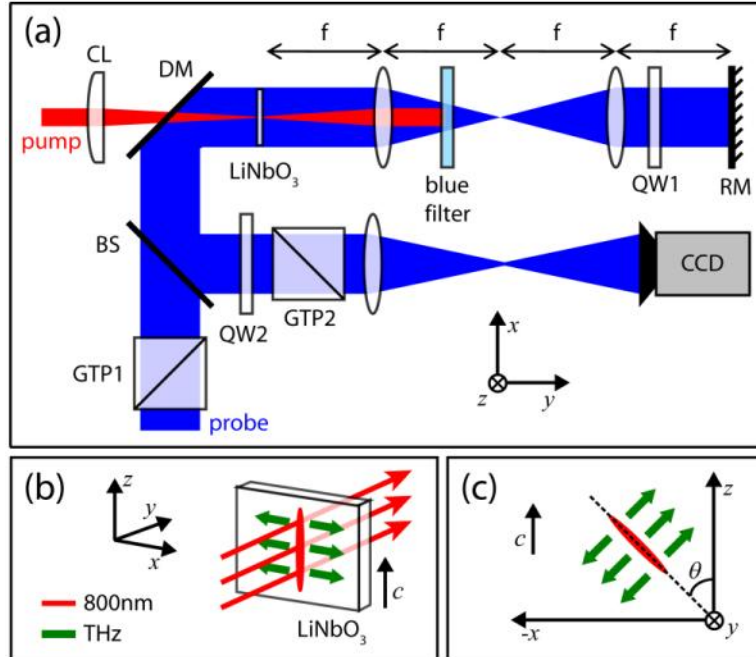 (a)
f f f f
CL
DM
pump
LiNbO3
blue
filter
QW1
RM
BS
QW2
GTP2
CCD
GTP1
probe
x
z
y
(b)
z
y
x
800nm
THz
c
LiNbO3
(c)
z
c
θ
-x
y